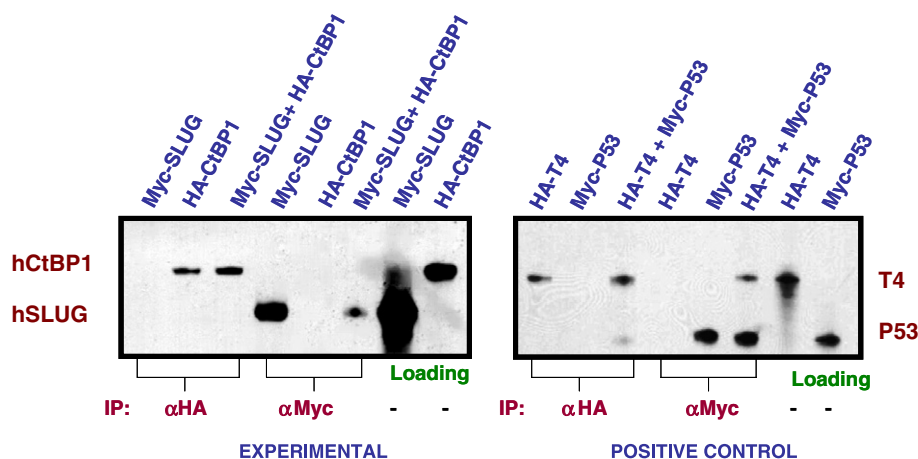 Myc-SLUG
HA-CtBP1
Myc-SLUG+ HA-CtBP1
Myc-SLUG
HA-CtBP1
Myc-SLUG+ HA-CtBP1
Myc-SLUG
HA-CtBP1
HA-T4
Myc-P53
HA-T4 + Myc-P53
HA-T4
Myc-P53
HA-T4 + Myc-P53
HA-T4
Myc-P53
hCtBP1
hSLUG
T4
P53
Loading
Loading
IP: αHA αMyc - -
IP: αHA αMyc - -
EXPERIMENTAL
POSITIVE CONTROL